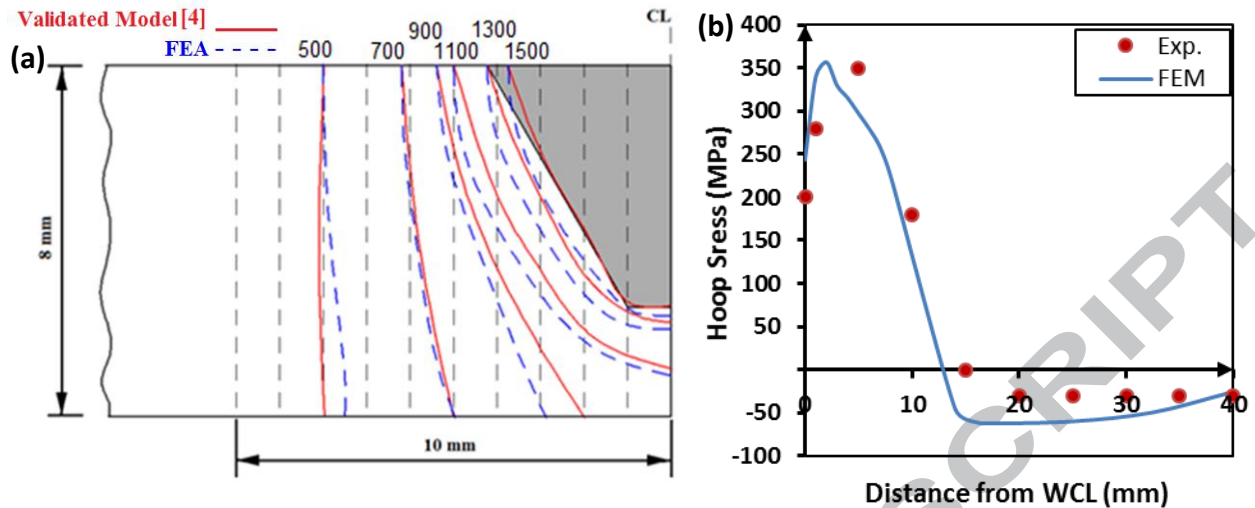 Validated Model[4]
FEA
(a)
500
700
900
1100
1300
1500
CL
8 mm
10 mm
(b)
400
350
300
250
200
150
100
50
0
-50
-100
0
10
20
30
40
Hoop Sress (MPa)
Distance from WCL (mm)
Exp.
FEM
SCRIPT